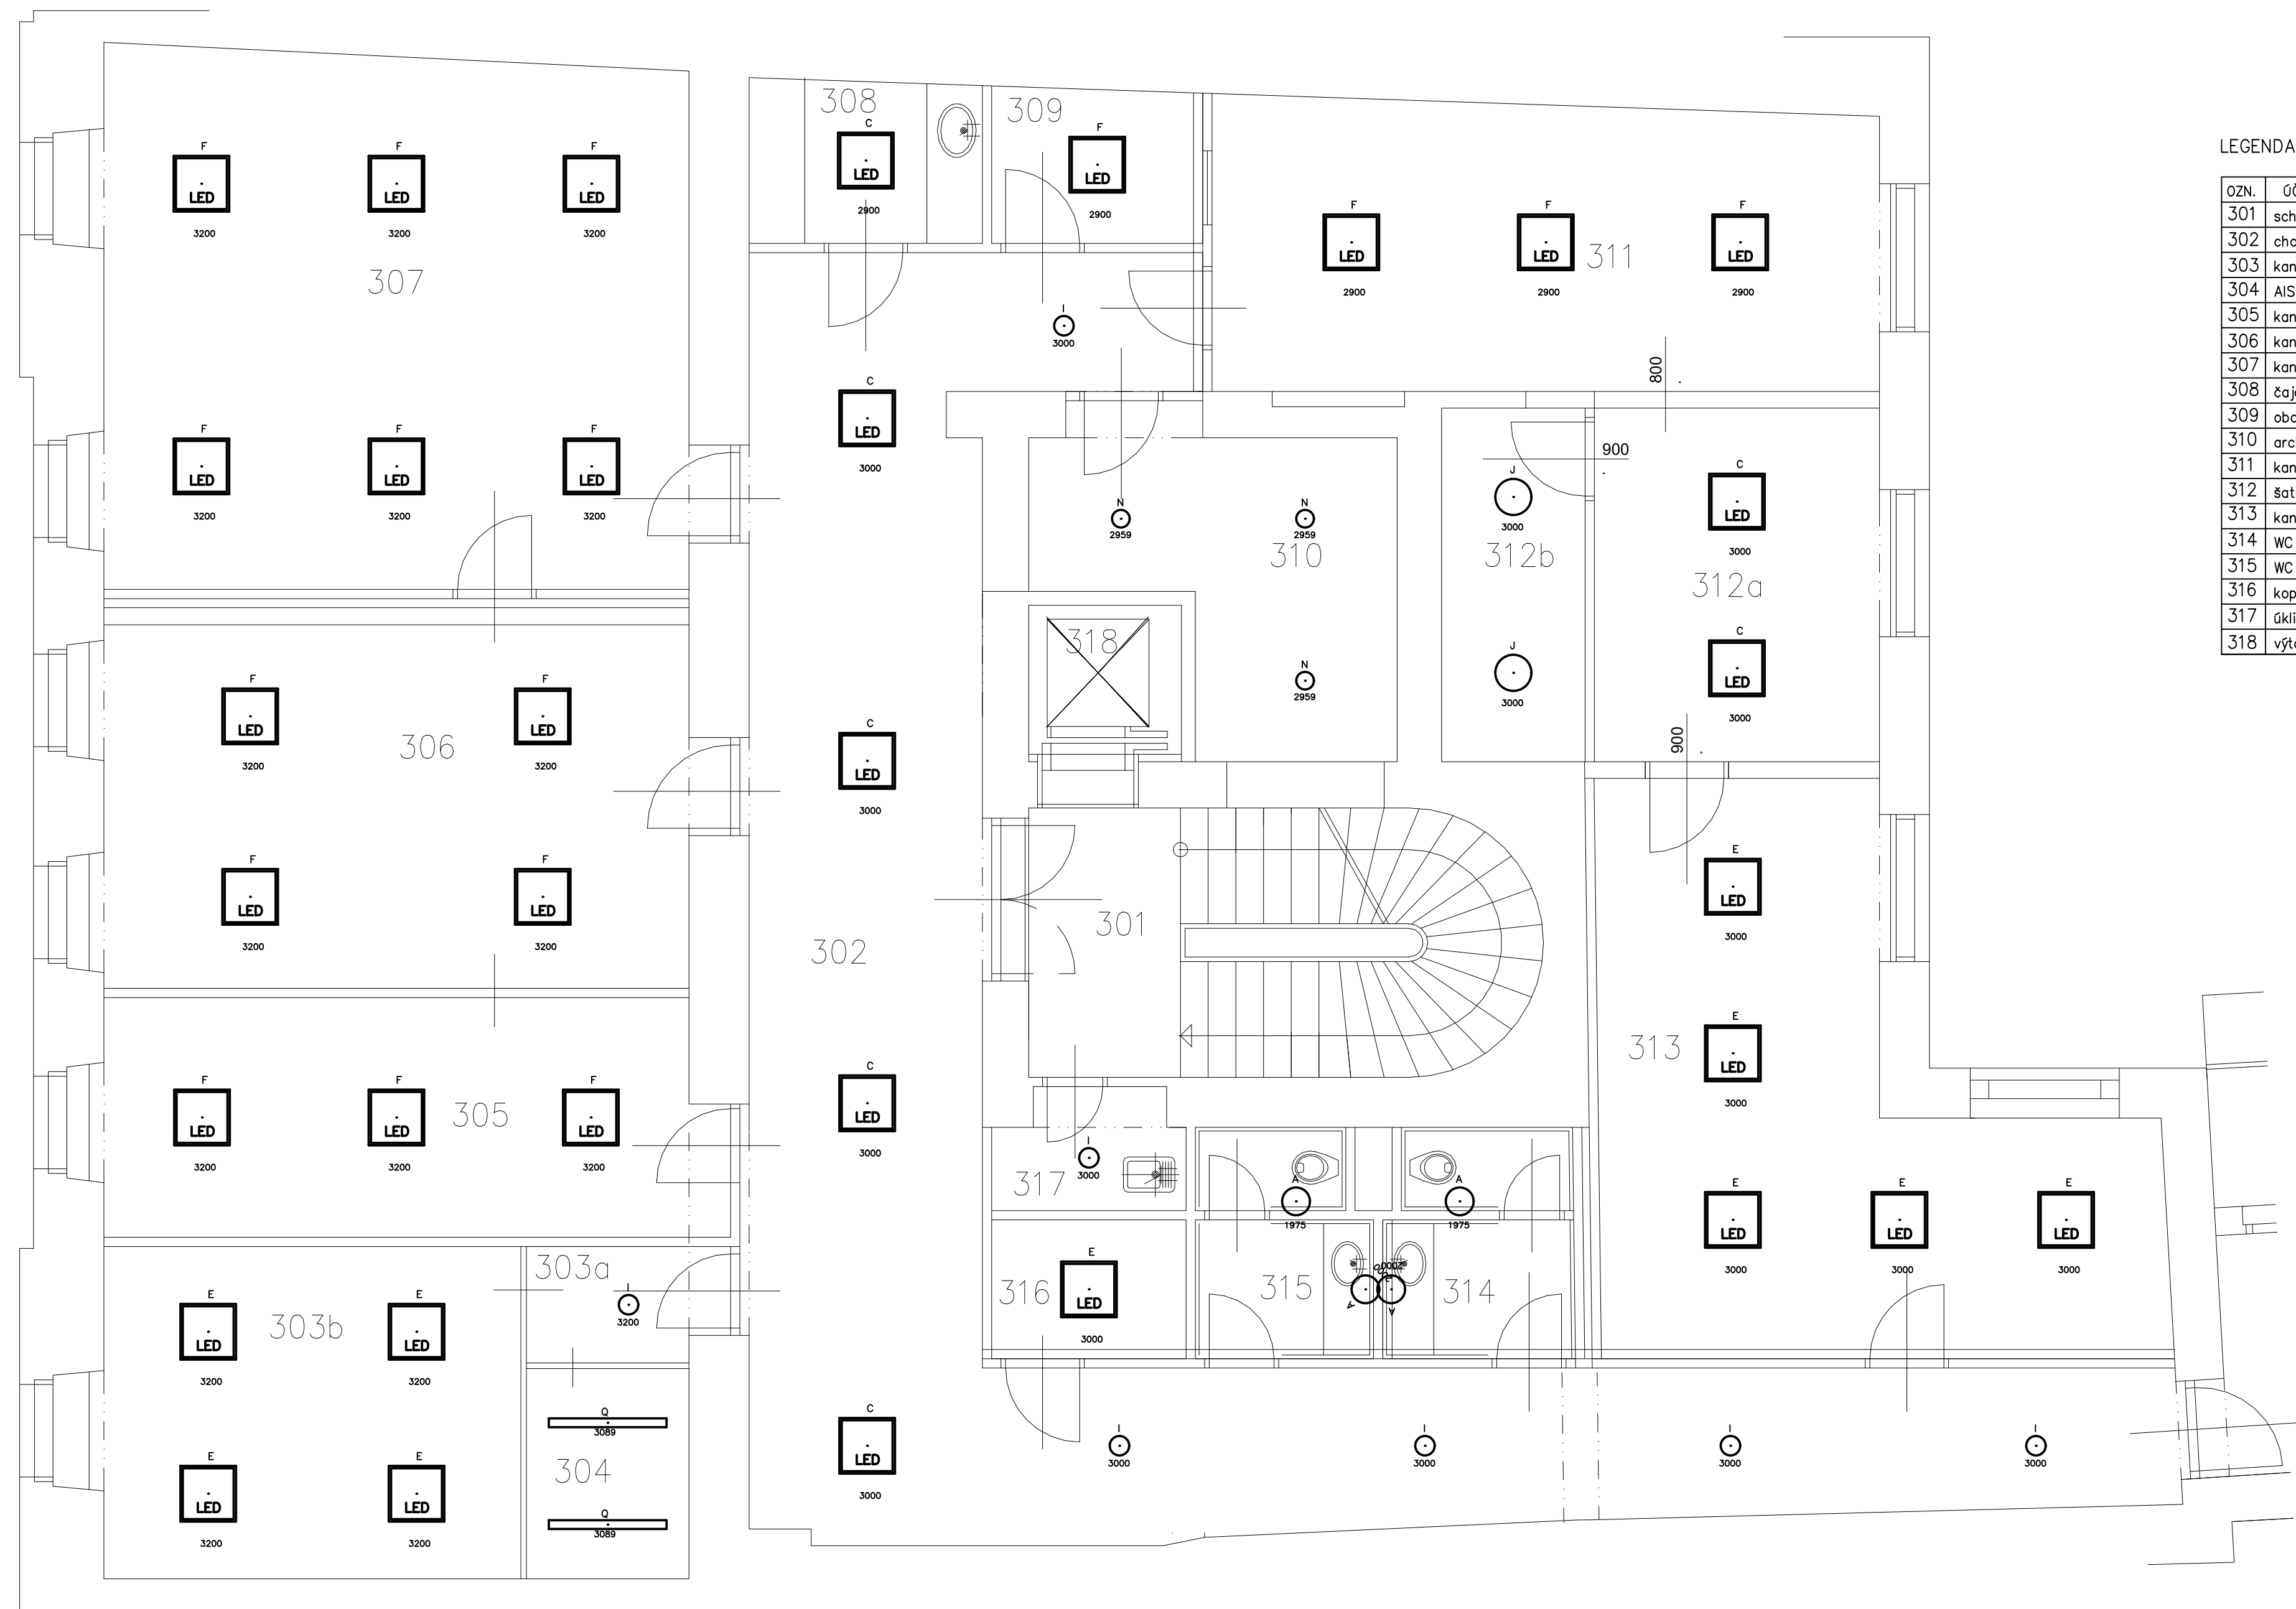 308
309
C
LED
2900
F
LED
2900
F
LED
3200
F
LED
3200
F
LED
3200
307
F
LED
3200
F
LED
3200
F
LED
3200
F
LED
2900
F
LED
2900
F
LED
2900
311
I
3000
C
LED
3000
800
900
N
2959
N
2959
310
N
2959
J
3000
312b
J
3000
C
LED
3000
312a
C
LED
3000
900
318
F
LED
3200
F
LED
3200
306
F
LED
3200
F
LED
3200
C
LED
3000
302
301
E
LED
3000
E
LED
3000
313
E
LED
3000
E
LED
3000
E
LED
3000
F
LED
3200
F
LED
3200
305
F
LED
3200
C
LED
3000
I
3000
317
A
1975
A
1975
E
LED
3000
316
315
314
A
A
2000
303a
I
3200
303b
E
LED
3200
E
LED
3200
E
LED
3200
E
LED
3200
Q
3089
304
Q
3089
C
LED
3000
I
3000
I
3000
I
3000
I
3000
LEGENDA
OZN.
301
302
303
304 AIS
305
306
307
308
309
310
311
312
313
314 WC
315 WC
316
317
318